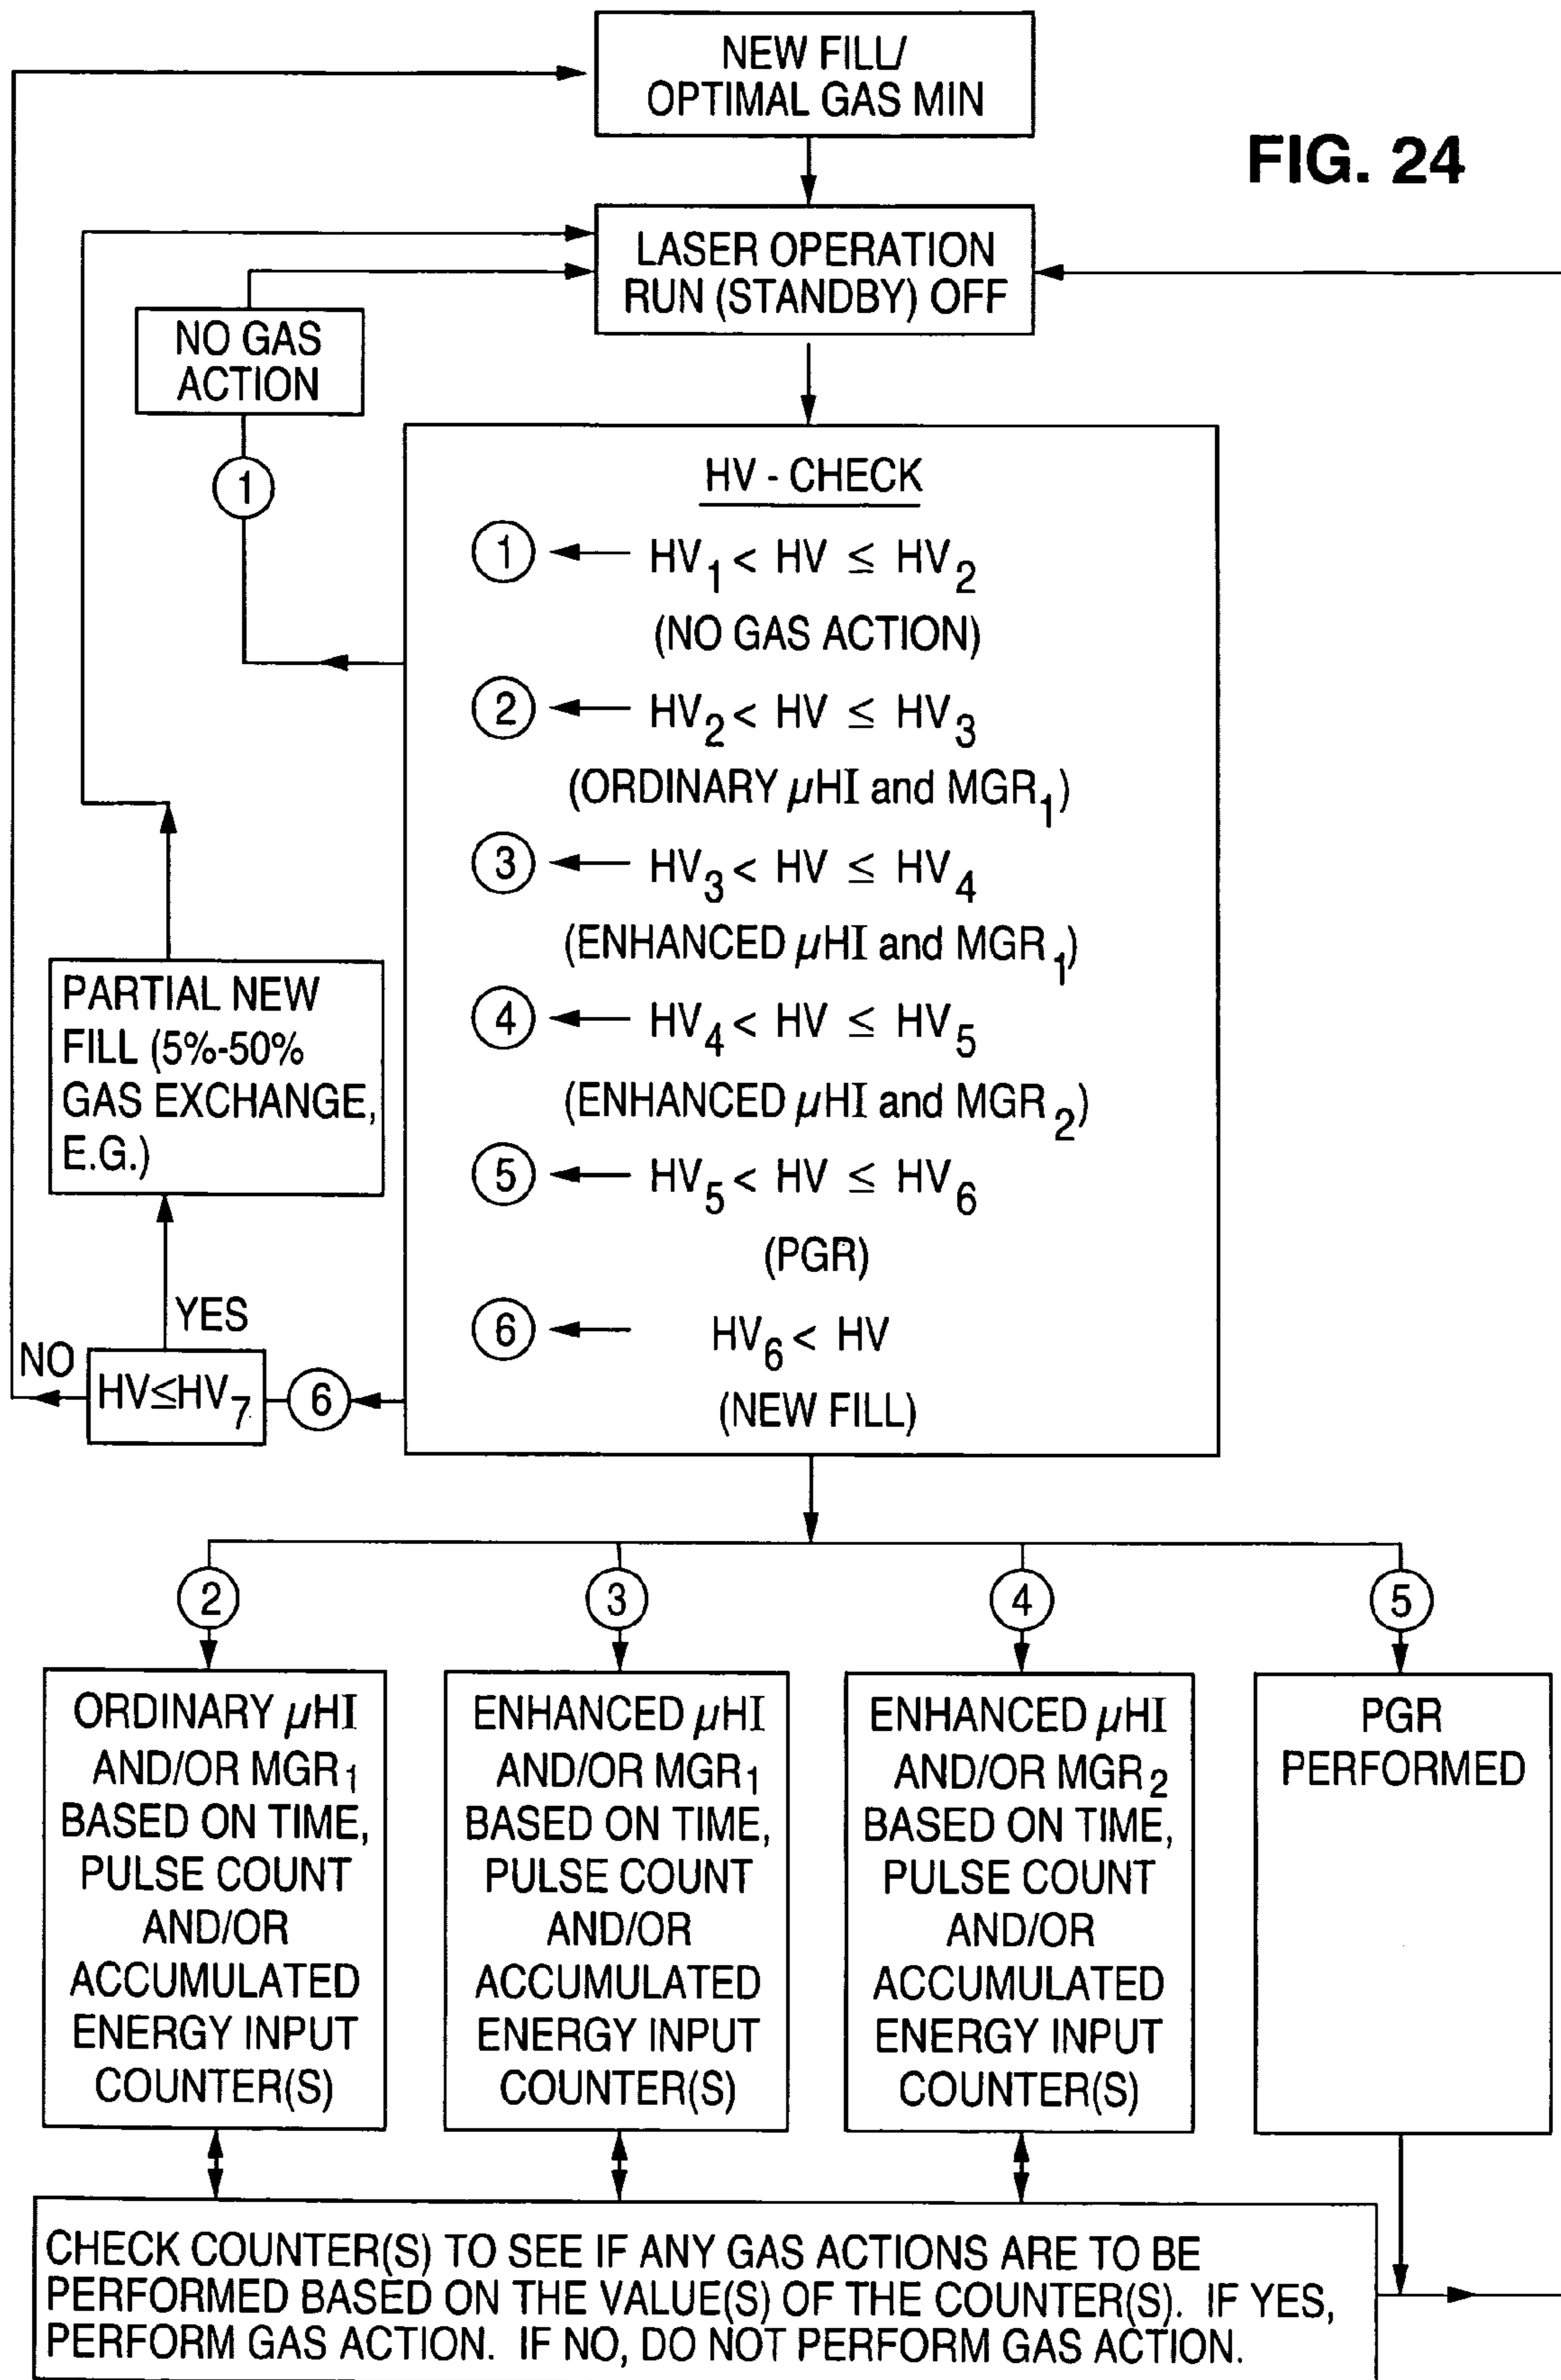 NEW FILL/
OPTIMAL GAS MIN
FIG. 24
LASER OPERATION
RUN (STANDBY) OFF
NO GAS
ACTION
1
HV - CHECK
1 HV1 < HV ≤ HV2
(NO GAS ACTION)
2 HV2 < HV ≤ HV3
(ORDINARY μHI and MGR1)
3 HV3 < HV ≤ HV4
(ENHANCED μHI and MGR1)
4 HV4 < HV ≤ HV5
(ENHANCED μHI and MGR2)
5 HV5 < HV ≤ HV6
(PGR)
6 HV6 < HV
(NEW FILL)
PARTIAL NEW
FILL (5%-50%
GAS EXCHANGE,
E.G.)
YES
NO
HV≤HV7
6
2
3
4
5
ORDINARY μHI
AND/OR MGR1
BASED ON TIME,
PULSE COUNT
AND/OR
ACCUMULATED
ENERGY INPUT
COUNTER(S)
ENHANCED μHI
AND/OR MGR1
BASED ON TIME,
PULSE COUNT
AND/OR
ACCUMULATED
ENERGY INPUT
COUNTER(S)
ENHANCED μHI
AND/OR MGR2
BASED ON TIME,
PULSE COUNT
AND/OR
ACCUMULATED
ENERGY INPUT
COUNTER(S)
PGR
PERFORMED
CHECK COUNTER(S) TO SEE IF ANY GAS ACTIONS ARE TO BE
PERFORMED BASED ON THE VALUE(S) OF THE COUNTER(S). IF YES,
PERFORM GAS ACTION. IF NO, DO NOT PERFORM GAS ACTION.